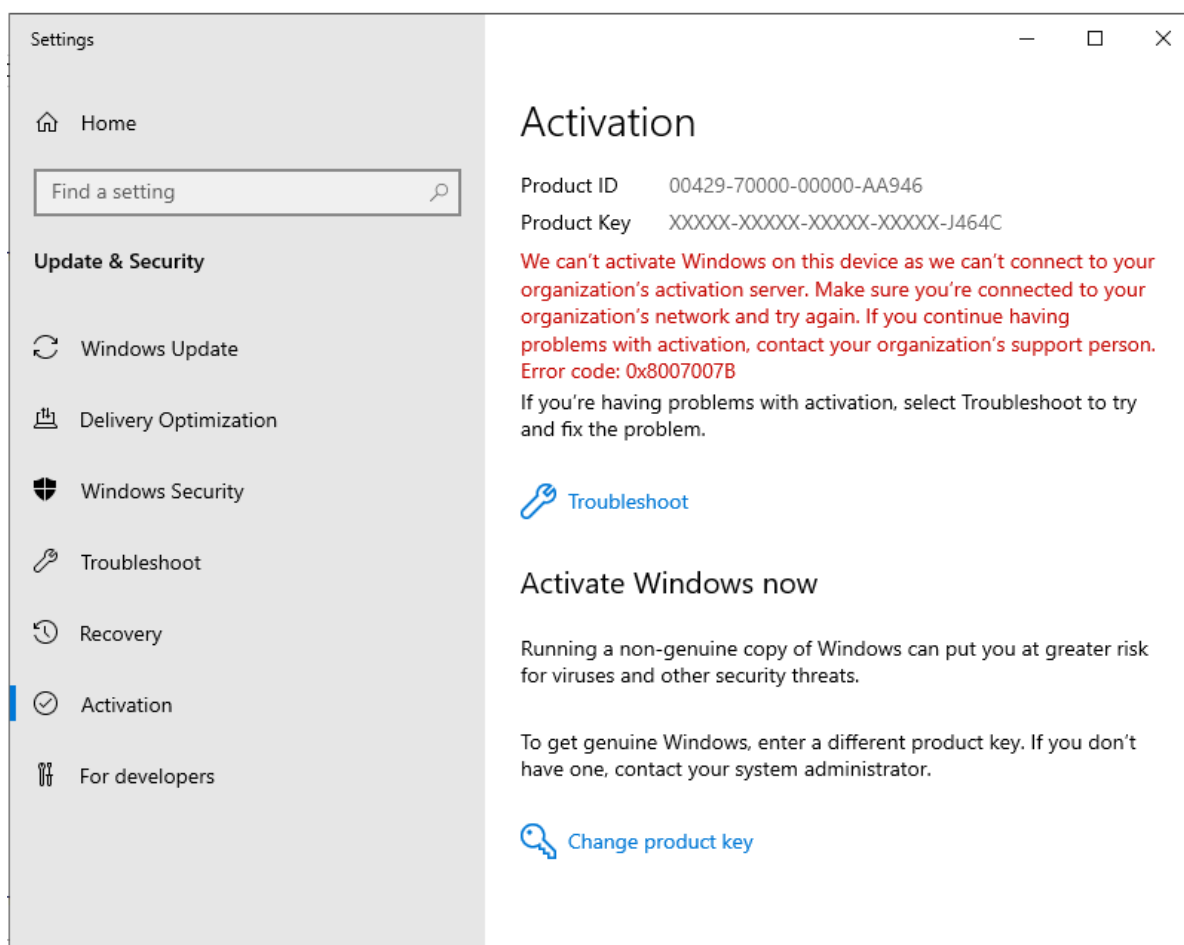 Settings
Home
Find a setting
Update & Security
Windows Update
Delivery Optimization
Windows Security
Troubleshoot
Recovery
Activation
For developers
Activation
Product ID 00429-70000-00000-AA946
Product Key XXXXX-XXXXX-XXXXX-XXXXX-J464C
We can't activate Windows on this device as we can't connect to your
organization's activation server. Make sure you're connected to your
organization's network and try again. If you continue having
problems with activation, contact your organization's support person.
Error code: 0x8007007B
If you're having problems with activation, select Troubleshoot to try
and fix the problem.
Troubleshoot
Activate Windows now
Running a non-genuine copy of Windows can put you at greater risk
for viruses and other security threats.
To get genuine Windows, enter a different product key. If you don't
have one, contact your system administrator.
Change product key